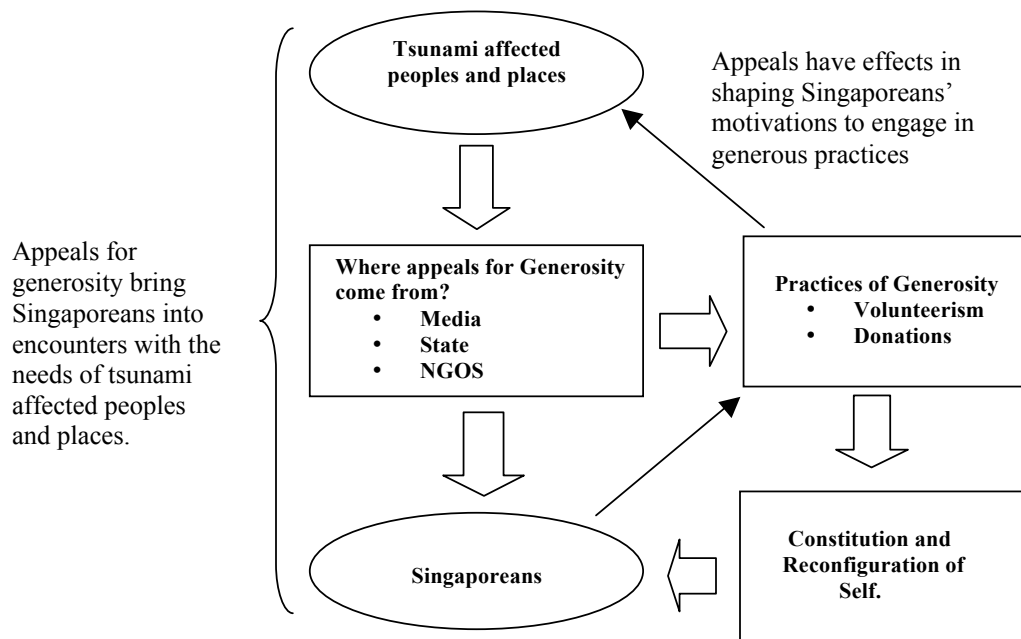 Tsunami affected
peoples and places
Appeals have effects in
shaping Singaporeans’
motivations to engage in
generous practices
Appeals for
generosity bring
Singaporeans into
encounters with the
needs of tsunami
affected peoples
and places.
Where appeals for Generosity
come from?
• Media
• State
• NGOS
Practices of Generosity
• Volunteerism
• Donations
Singaporeans
Constitution and
Reconfiguration of
Self.